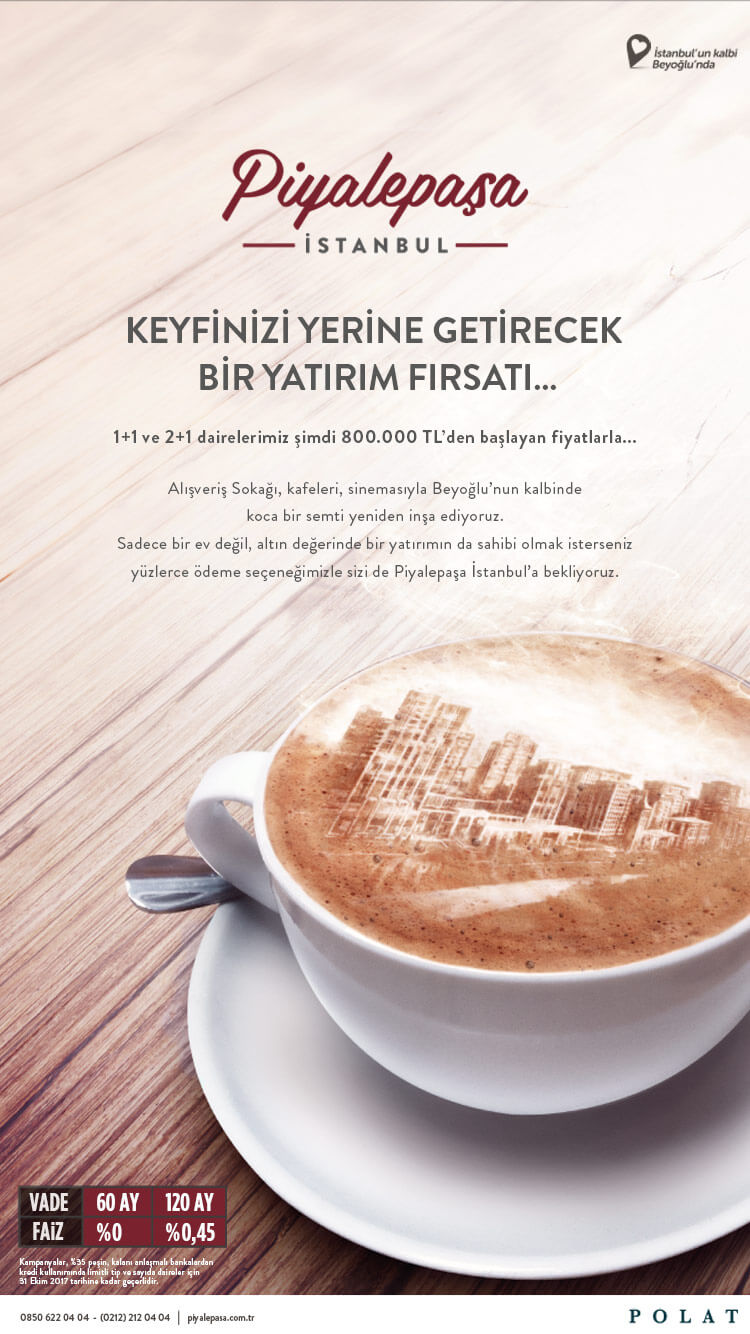 İstanbul'un kalbi
Beyoğlu'nda
Piyalepaşa
İSTANBUL
KEYFİNİZİ YERİNE GETİRECEK
BİR YATIRIM FIRSATI...
1+1 ve 2+1 dairelerimiz şimdi 800.000 TL'den başlayan fiyatlarla...
Alışveriş Sokağı, kafeleri, sinemasıyla Beyoğlu'nun kalbinde
koca bir semti yeniden inşa ediyoruz.
Sadece bir ev değil, altın değerinde bir yatırımın da sahibi olmak isterseniz
yüzlerce ödeme seçeneğimizle sizi de Piyalepaşa İstanbul'a bekliyoruz.
VADE 60 AY 120 AY
FAİZ %0 %0,45
Kampanyalar, %35 peşin, kalanı anlaşmalı bankalardan
kredi kullanımında limitli tip ve sayıda daireler için
31 Ekim 2017 tarihine kadar geçerlidir.
0850 622 04 04 - (0212) 212 04 04 | piyalepasa.com.tr
POLAT